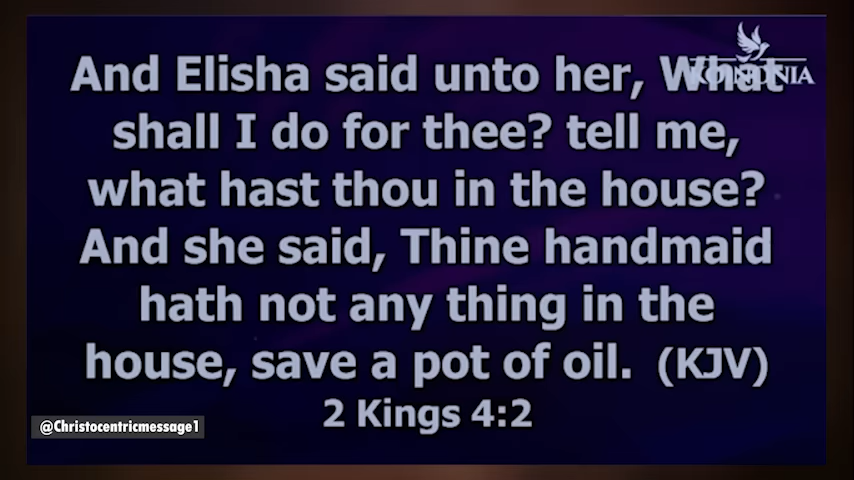 And Elisha said unto her, What
KOINONIA
shall I do for thee? tell me,
what hast thou in the house?
And she said, Thine handmaid
hath not any thing in the
house, save a pot of oil. (KJV)
2 Kings 4:2
@Christocentricmessage1